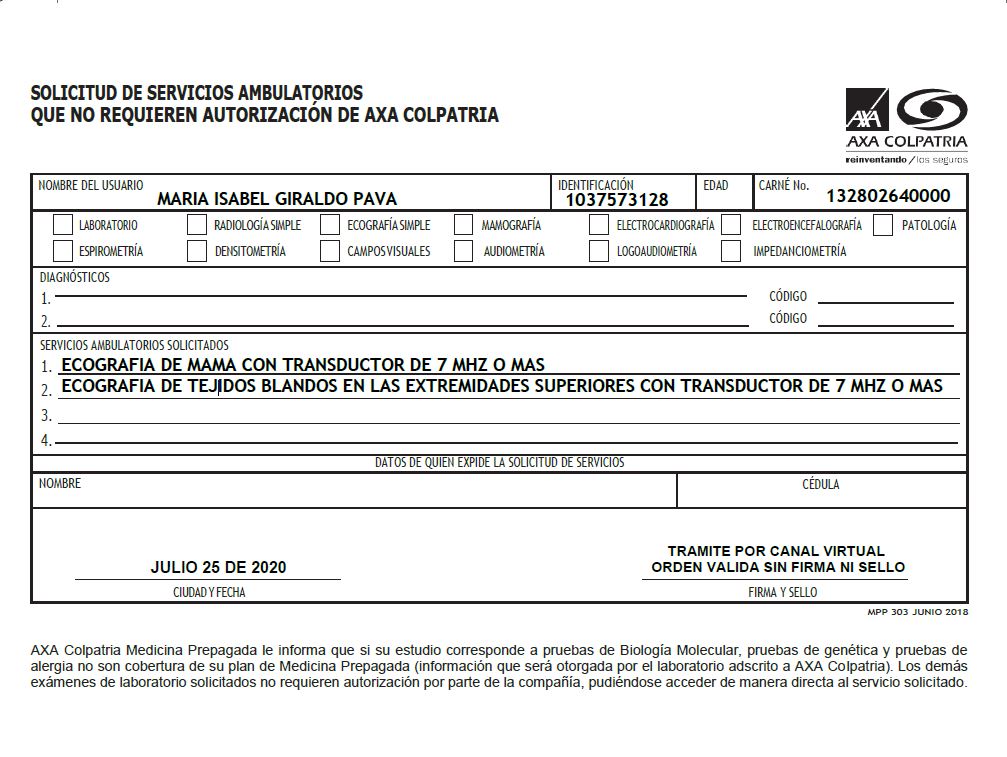 SOLICITUD DE SERVICIOS AMBULATORIOS
QUE NO REQUIEREN AUTORIZACIÓN DE AXA COLPATRIA
AXA
AXA COLPATRIA
reinventando / los seguros
NOMBRE DEL USUARIO
MARIA ISABEL GIRALDO PAVA
IDENTIFICACIÓN
1037573128
EDAD
CARNÉ No.
132802640000
LABORATORIO RADIOLOGÍA SIMPLE ECOGRAFÍA SIMPLE MAMOGRAFÍA ELECTROCARDIOGRAFÍA ELECTROENCEFALOGRAFÍA PATOLOGÍA
ESPIROMETRÍA DENSITOMETRÍA CAMPOS VISUALES AUDIOMETRÍA LOGOAUDIOMETRÍA IMPEDANCIOMETRÍA
DIAGNÓSTICOS
1. CÓDIGO
2. CÓDIGO
SERVICIOS AMBULATORIOS SOLICITADOS
1. ECOGRAFIA DE MAMA CON TRANSDUCTOR DE 7 MHZ O MAS
2. ECOGRAFIA DE TEJIDOS BLANDOS EN LAS EXTREMIDADES SUPERIORES CON TRANSDUCTOR DE 7 MHZ O MAS
3.
4.
DATOS DE QUIEN EXPIDE LA SOLICITUD DE SERVICIOS
NOMBRE CÉDULA
JULIO 25 DE 2020
CIUDAD Y FECHA
TRAMITE POR CANAL VIRTUAL
ORDEN VALIDA SIN FIRMA NI SELLO
FIRMA Y SELLO
MPP 303 JUNIO 2018
AXA Colpatria Medicina Prepagada le informa que si su estudio corresponde a pruebas de Biología Molecular, pruebas de genética y pruebas de
alergia no son cobertura de su plan de Medicina Prepagada (información que será otorgada por el laboratorio adscrito a AXA Colpatria). Los demás
exámenes de laboratorio solicitados no requieren autorización por parte de la compañía, pudiéndose acceder de manera directa al servicio solicitado.